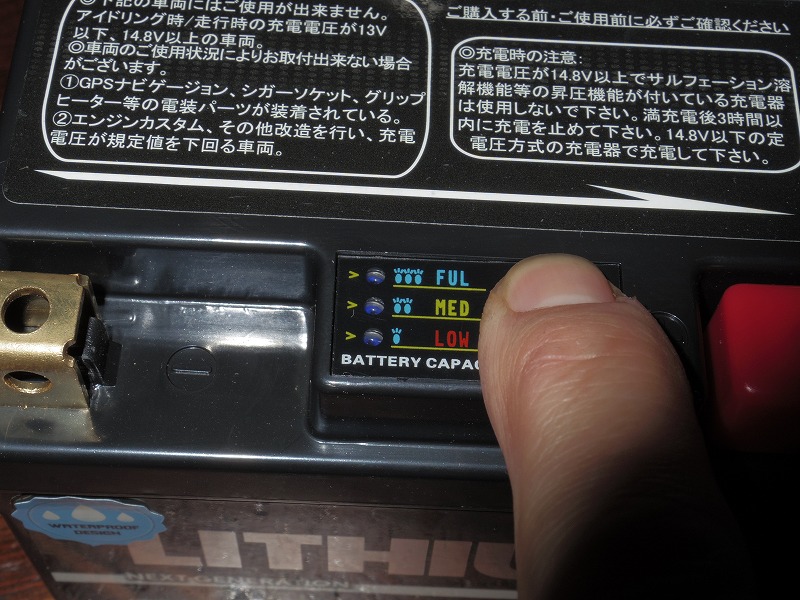 ◎下記の車両にはご使用が出来ません。
アイドリング時/走行時の充電電圧が13V
以下、14.8V以上の車両。
◎車両のご使用状況によりお取付出来ない場合
がございます。
①GPSナビゲーション、シガーソケット、グリップ
ヒーター等の電装パーツが装着されている。
②エンジンカスタム、その他改造を行い、充電
電圧が規定値を下回る車両。
ご購入する前・ご使用前に必ずご確認ください
◎充電時の注意:
充電電圧が14.8V以上でサルフェーション溶
解機能等の昇圧機能が付いている充電器
は使用しないで下さい。満充電後3時間以
内に充電を止めて下さい。14.8V以下の定
電圧方式の充電器で充電して下さい。
> FUL
> MED
> LOW
BATTERY
WATERPROOF
DESIGN
NEXT GENERATION